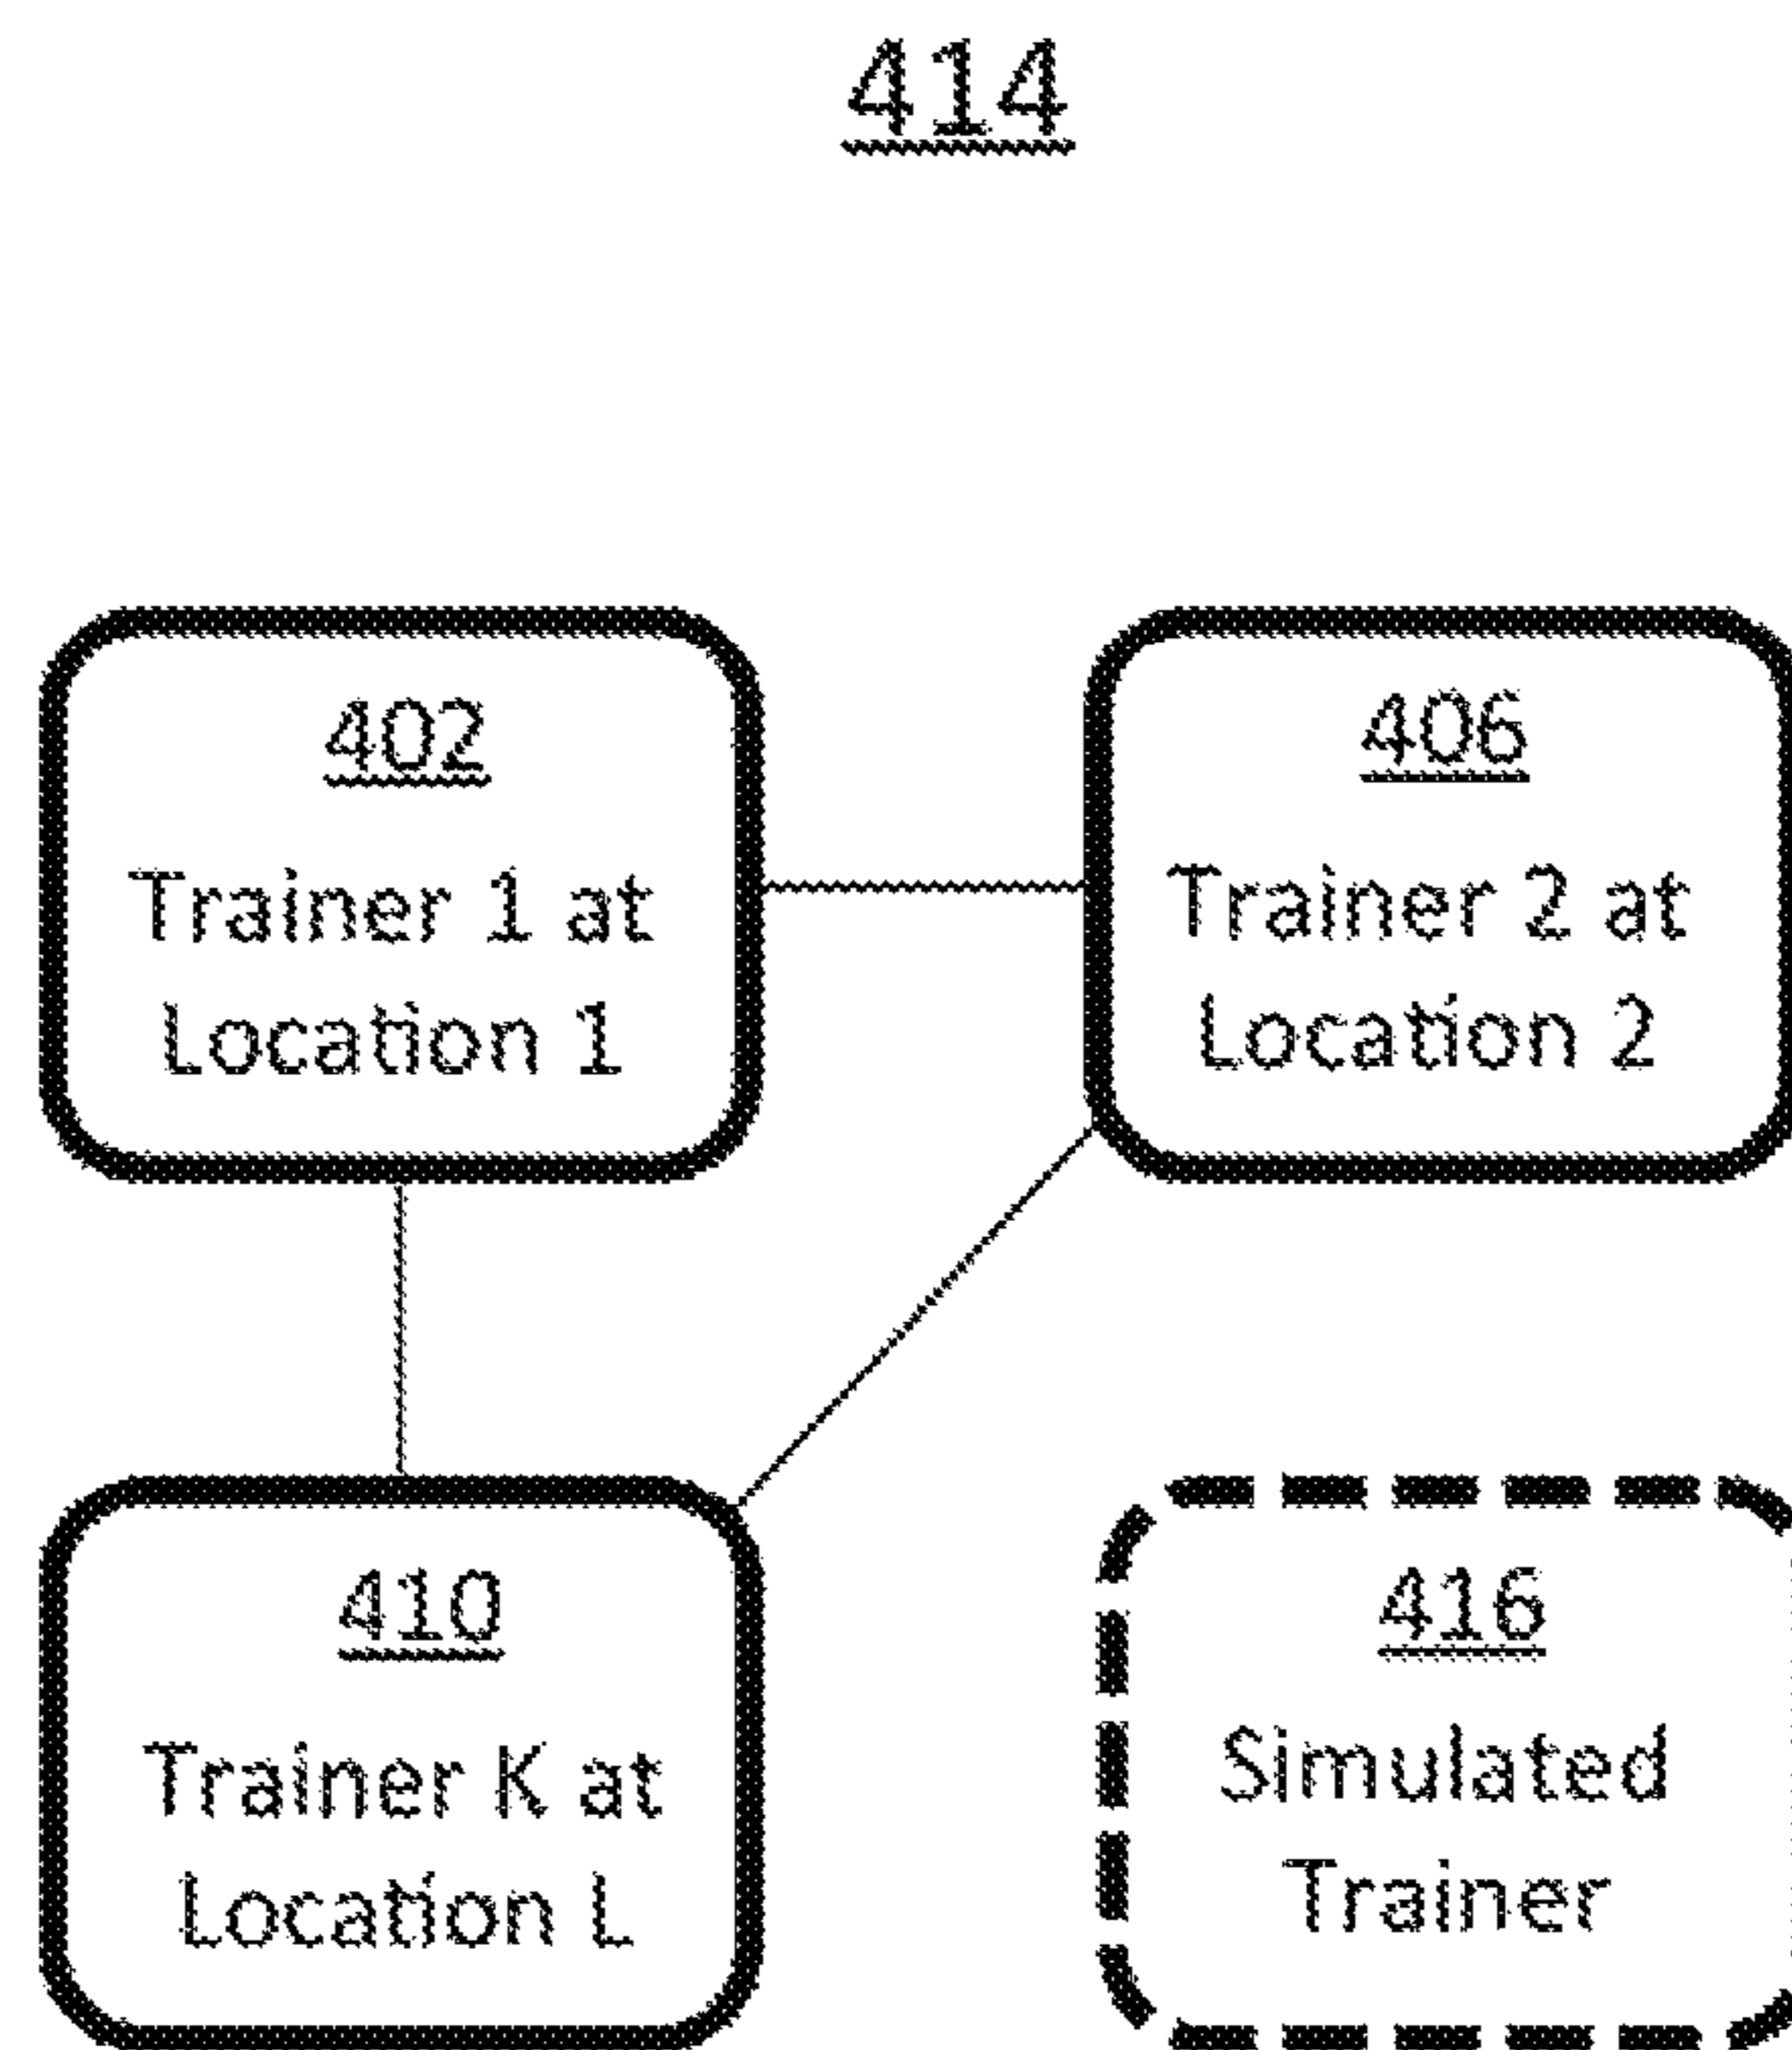 414
402
Trainer 1 at
Location 1
406
Trainer 2 at
Location 2
410
Trainer K at
Location L
416
Simulated
Trainer